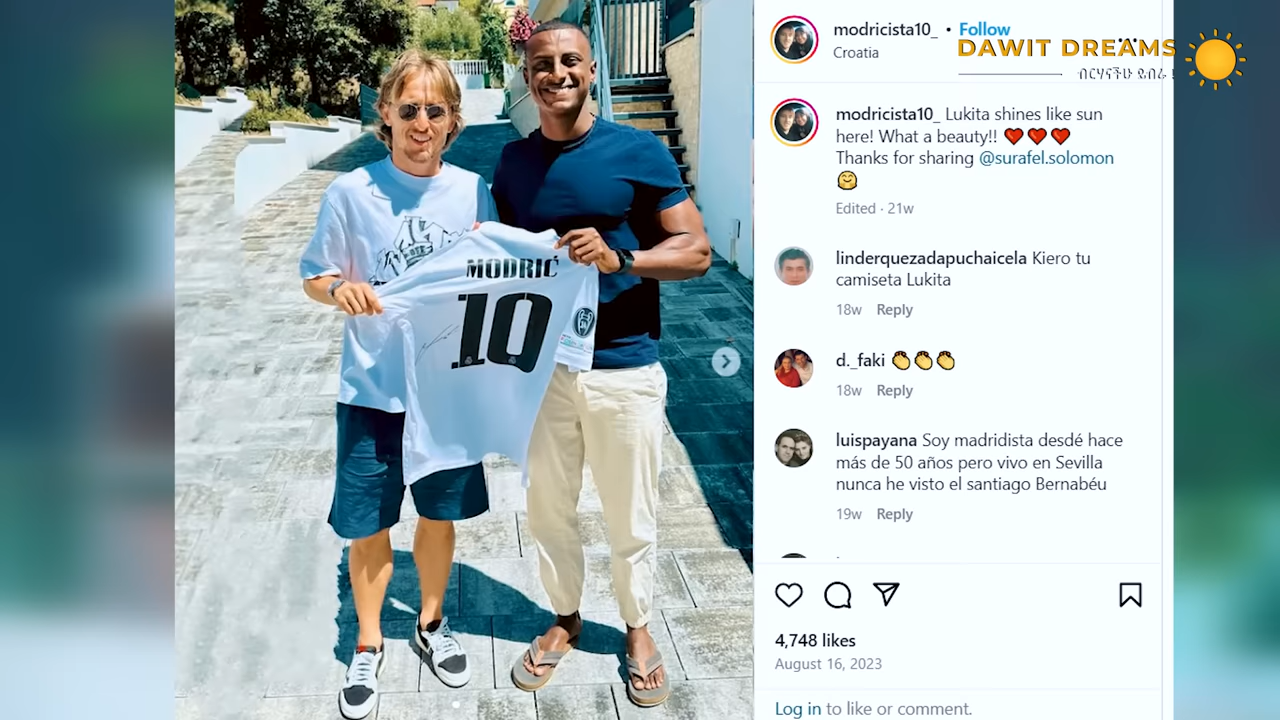 modricista10_ • Follow
Croatia
DAWIT DREAMS
modricista10_ Lukita shines like sun
here! What a beauty!! ❤️❤️❤️
Thanks for sharing @surafel.solomon
🤗
Edited · 21w
linderquezadapuchaicela Kiero tu
camiseta Lukita
18w Reply
d._faki 👏👏👏
18w Reply
luispayana Soy madridista desdé hace
más de 50 años pero vivo en Sevilla
nunca he visto el santiago Bernabéu
19w Reply
4,748 likes
August 16, 2023
Log in to like or comment.
MODRIĆ
10